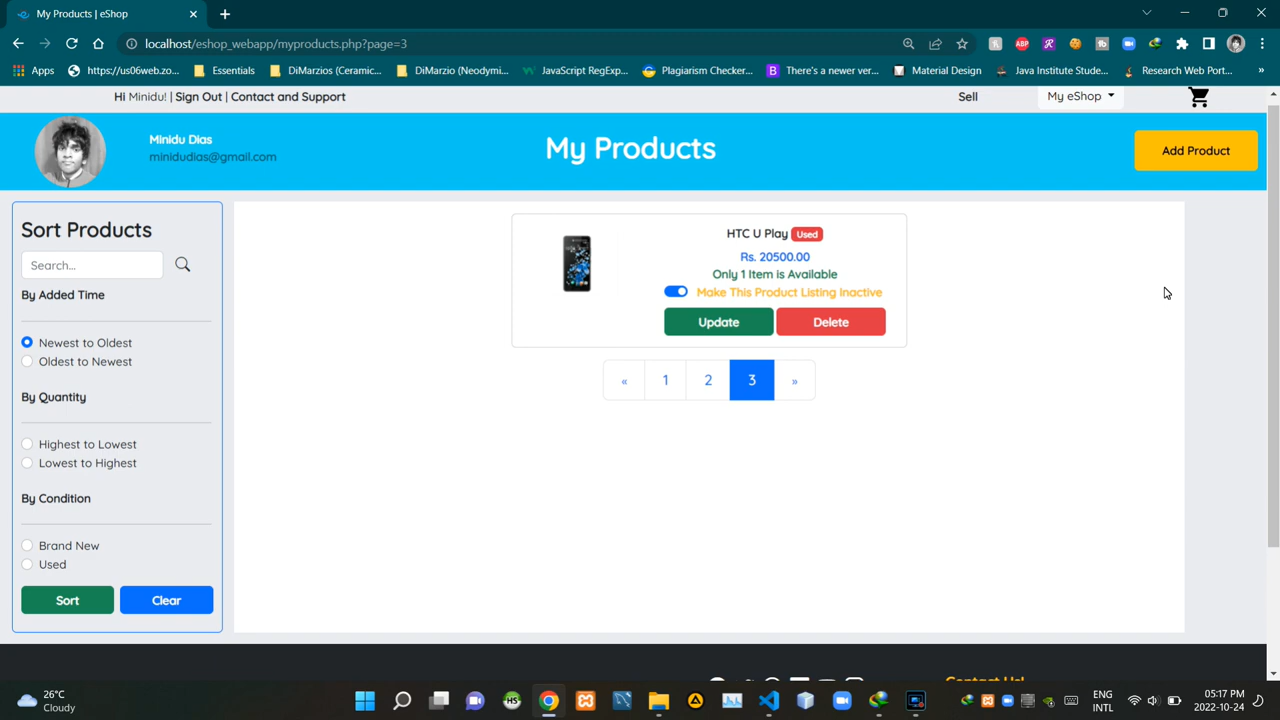 My Products | eShop
localhost/eshop_webapp/myproducts.php?page=3
Apps https://us06web.zo... Essentials DiMarzios (Ceramic... DiMarzio (Neodymi... JavaScript RegExp... Plagiarism Checker... There's a newer ver... Material Design Java Institute Stude... Research Web Port... »
Hi Minidu! | Sign Out | Contact and Support Sell My eShop
Minidu Dias
minidudias@gmail.com
My Products
Add Product
Sort Products
Search...
By Added Time
Newest to Oldest
Oldest to Newest
By Quantity
Highest to Lowest
Lowest to Highest
By Condition
Brand New
Used
Sort Clear
HTC U Play Used
Rs. 20500.00
Only 1 Item is Available
Make This Product Listing Inactive
Update Delete
« 1 2 3 »
26°C
Cloudy
ENG
INTL
05:17 PM
2022-10-24